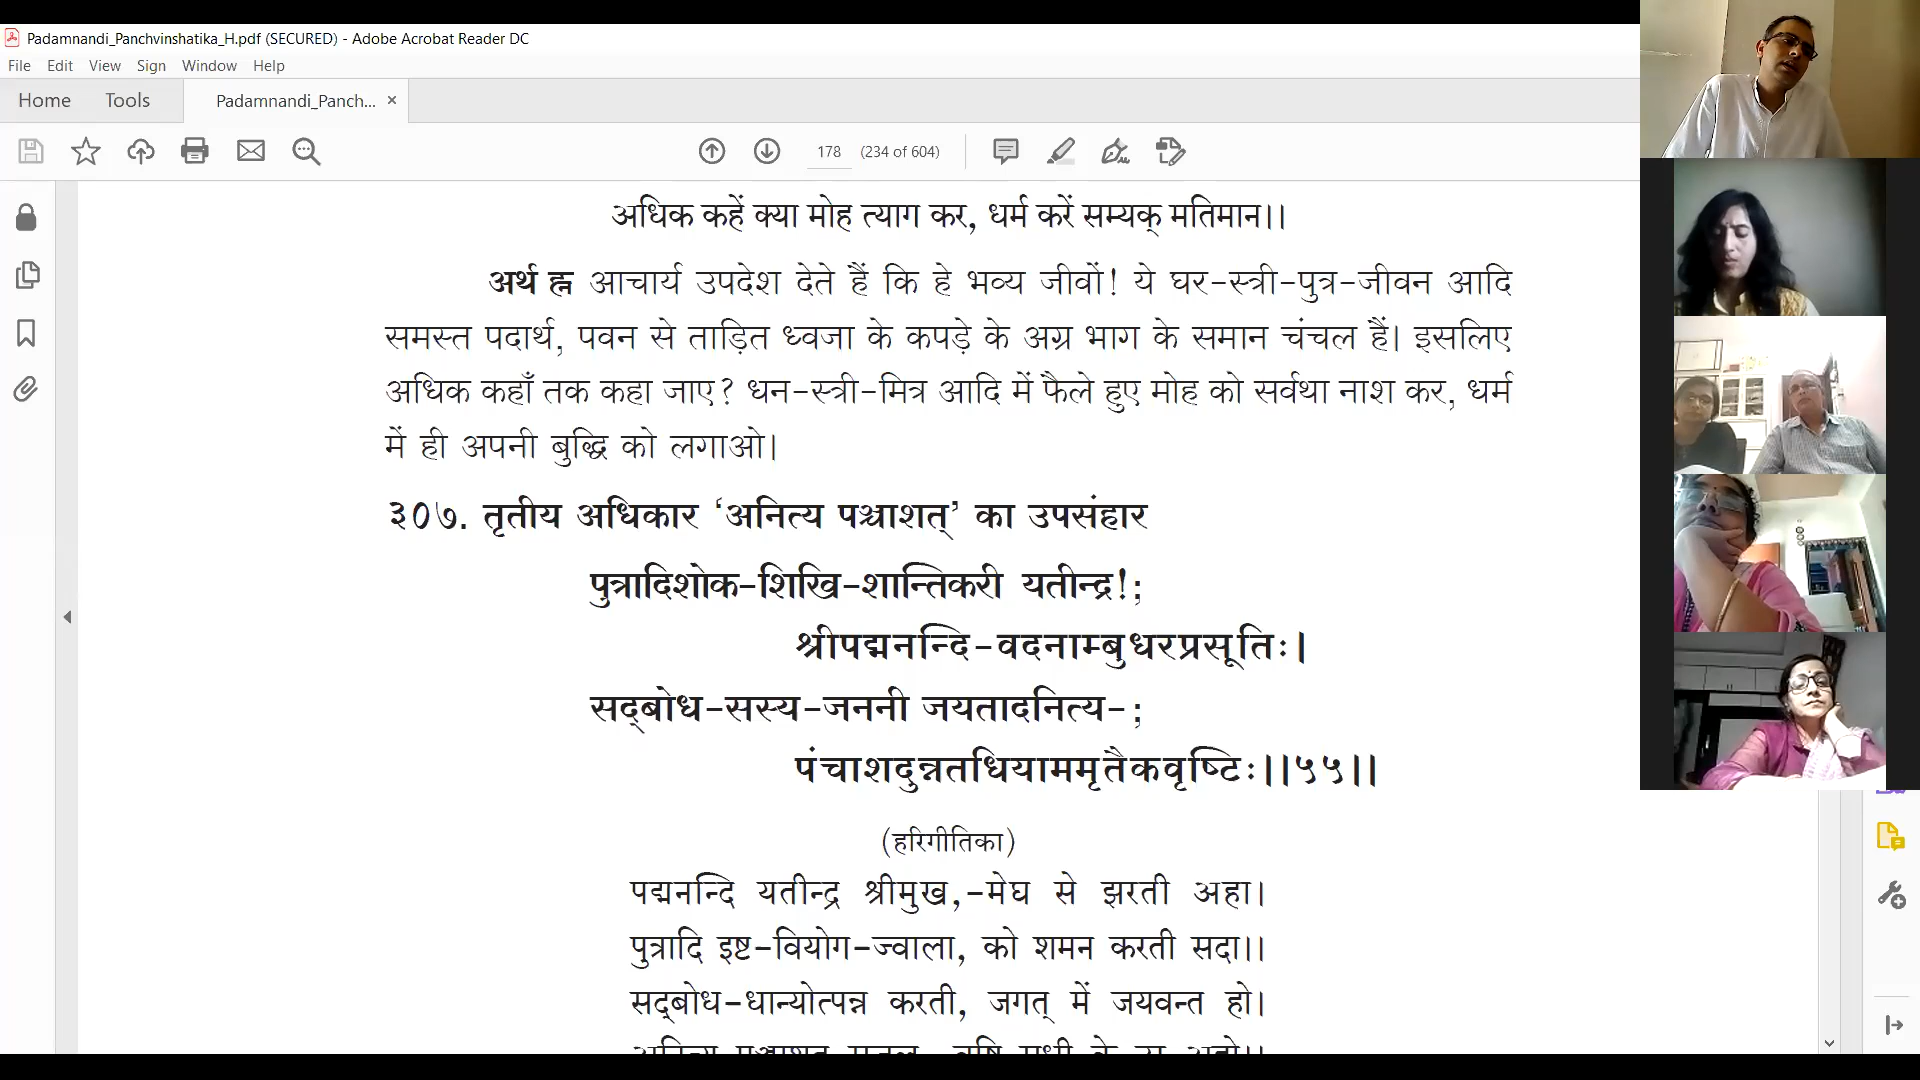 Padamnandi_Panchvinshatika_H.pdf (SECURED) - Adobe Acrobat Reader DC
File Edit View Sign Window Help
Home Tools Padamnandi_Panch... ×
178 (234 of 604)
अधिक कहें क्या मोह त्याग कर, धर्म करें सम्यक् मतिमान।।
अर्थ ह्न आचार्य उपदेश देते हैं कि हे भव्य जीवों! ये घर-स्त्री-पुत्र-जीवन आदि
समस्त पदार्थ, पवन से ताड़ित ध्वजा के कपड़े के अग्र भाग के समान चंचल हैं। इसलिए
अधिक कहाँ तक कहा जाए? धन-स्त्री-मित्र आदि में फैले हुए मोह को सर्वथा नाश कर, धर्म
में ही अपनी बुद्धि को लगाओ।
३०७. तृतीय अधिकार ‘अनित्य पञ्चाशत्’ का उपसंहार
पुत्रादिशोक-शिखि-शान्तिकरी यतीन्द्र!;
श्रीपद्मनन्दि-वदनाम्बुधरप्रसूतिः।
सद्बोध-सस्य-जननी जयतादनित्य-;
पंचाशदुन्नतधियाममृतैकवृष्टिः।।५५।।
(हरिगीतिका)
पद्मनन्दि यतीन्द्र श्रीमुख,-मेघ से झरती अहा।
पुत्रादि इष्ट-वियोग-ज्वाला, को शमन करती सदा।।
सद्बोध-धान्योत्पन्न करती, जगत् में जयवन्त हो।